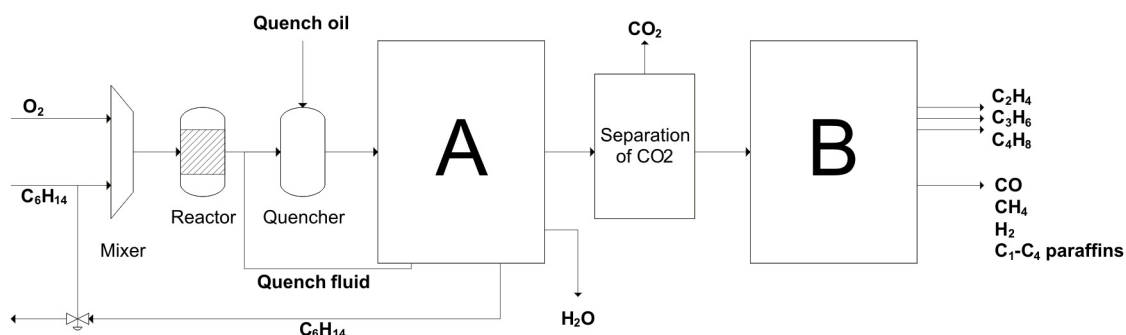 Quench oil
CO₂
O₂
C₂H₄
C₃H₆
C₄H₈
A
Separation
of CO2
B
C₆H₁₄
CO
CH₄
H₂
C₁-C₄ paraffins
Reactor
Quencher
Mixer
Quench fluid
H₂O
C₆H₁₄